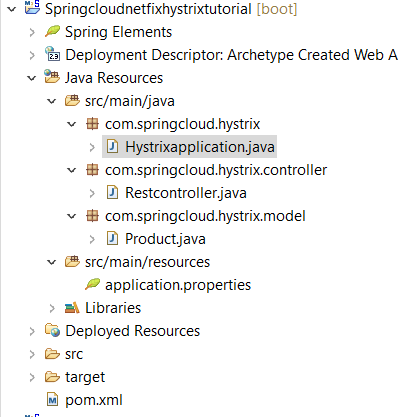 Springcloudnetfixhystrixtutorial [boot]
Spring Elements
Deployment Descriptor: Archetype Created Web A
Java Resources
src/main/java
com.springcloud.hystrix
Hystrixapplication.java
com.springcloud.hystrix.controller
Restcontroller.java
com.springcloud.hystrix.model
Product.java
src/main/resources
application.properties
Libraries
Deployed Resources
src
target
pom.xml